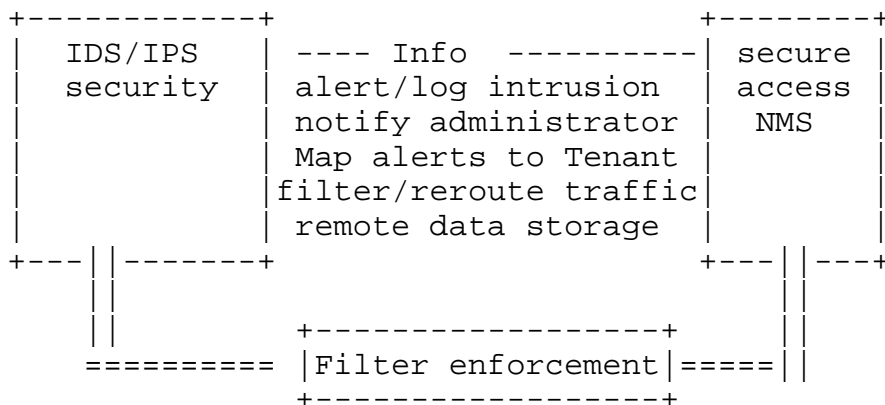 +------------+                     +--------+
|   IDS/IPS  | ---- Info ----------| secure |
|   security | alert/log intrusion | access |
|            | notify administrator|  NMS   |
|            | Map alerts to Tenant|        |
|            |filter/reroute traffic|        |
|            | remote data storage |        |
+---||-------+                     +---||---+
    ||                                 ||
    ||         +-----------------+     ||
    ========== |Filter enforcement|=====||
               +-----------------+